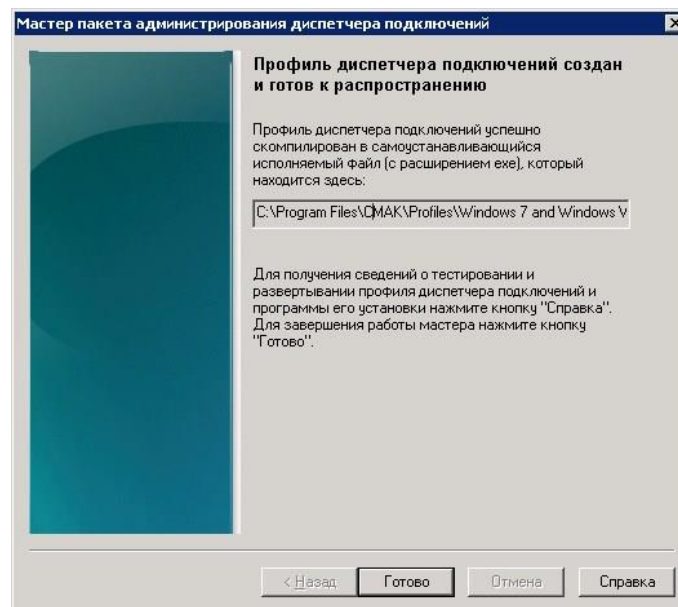 Мастер пакета администрирования диспетчера подключений
Профиль диспетчера подключений создан
и готов к распространению
Профиль диспетчера подключений успешно
скомпилирован в самоустанавливающийся
исполняемый файл (с расширением exe), который
находится здесь:
C:\Program Files\CMAK\Profiles\Windows 7 and Windows V
Для получения сведений о тестировании и
развертывании профиля диспетчера подключений и
программы его установки нажмите кнопку "Справка".
Для завершения работы мастера нажмите кнопку
"Готово".
< Назад Готово Отмена Справка